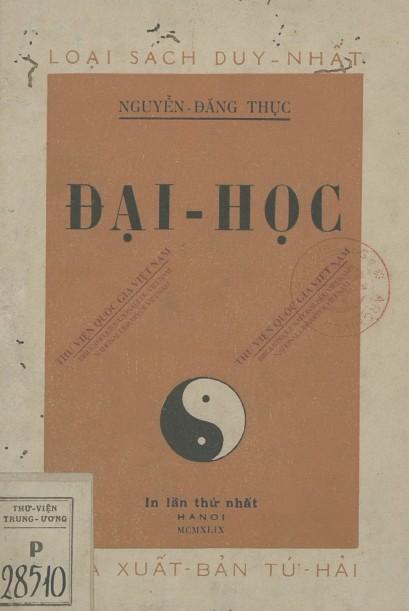 LOẠI SÁCH DUY-NHẤT
NGUYỄN-ĐĂNG THỤC
ĐẠI-HỌC
THƯ VIỆN QUỐC GIA VIỆT NAM
THƯ VIỆN QUỐC GIA VIỆT NAM
In lần thứ nhất
HANOI
MCMXLIX
XUẤT-BẢN TỨ-HẢI
THƯ-VIỆN
TRUNG-ƯƠNG
P
28510